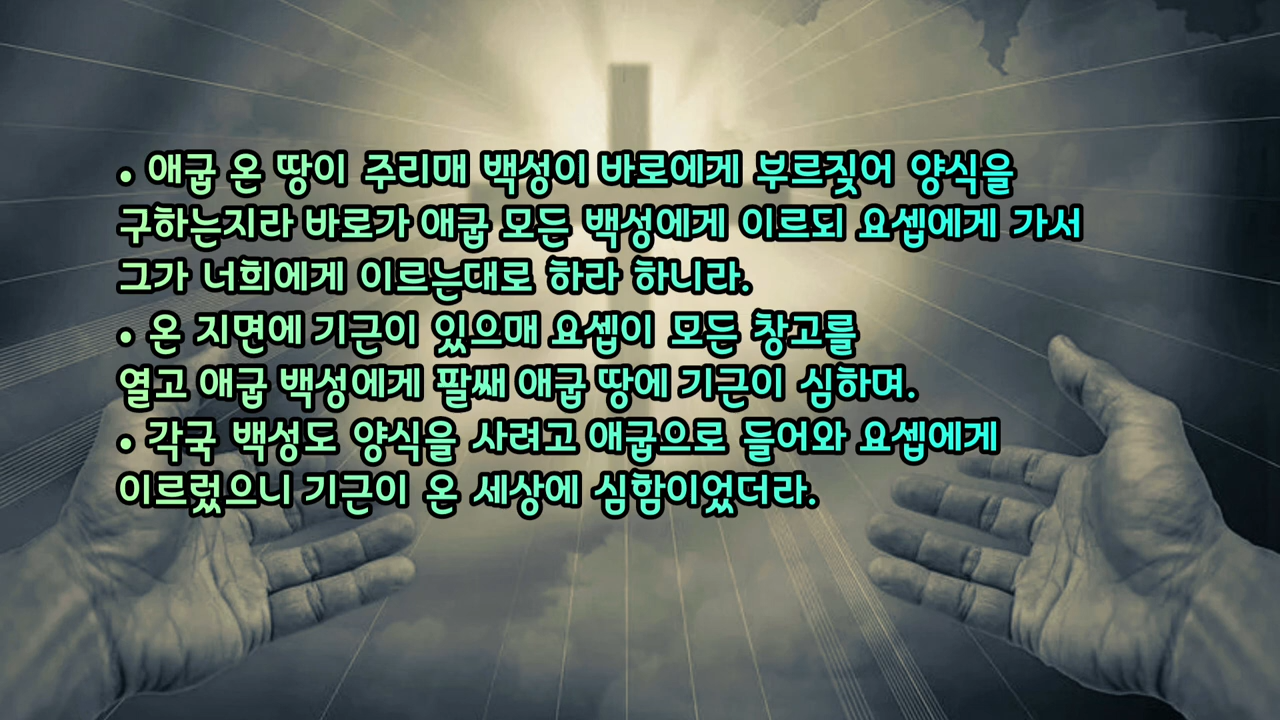 • 애굽 온 땅이 주리매 백성이 바로에게 부르짖어 양식을
구하는지라 바로가 애굽 모든 백성에게 이르되 요셉에게 가서
그가 너희에게 이르는대로 하라 하니라.
• 온 지면에 기근이 있으매 요셉이 모든 창고를
열고 애굽 백성에게 팔쌔 애굽 땅에 기근이 심하며.
• 각국 백성도 양식을 사려고 애굽으로 들어와 요셉에게
이르렀으니 기근이 온 세상에 심함이었더라.